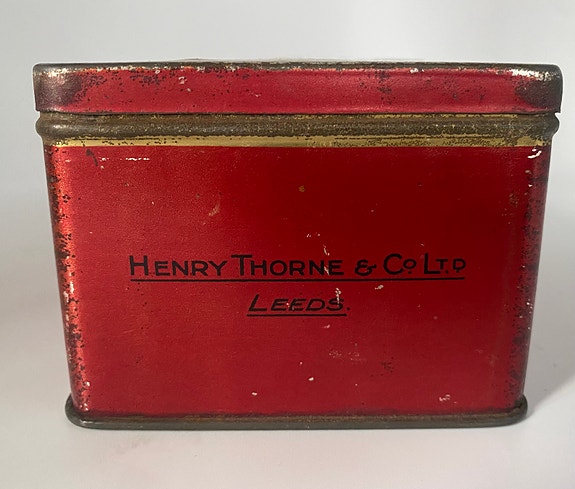 HENRY THORNE & Co LTD
LEEDS.